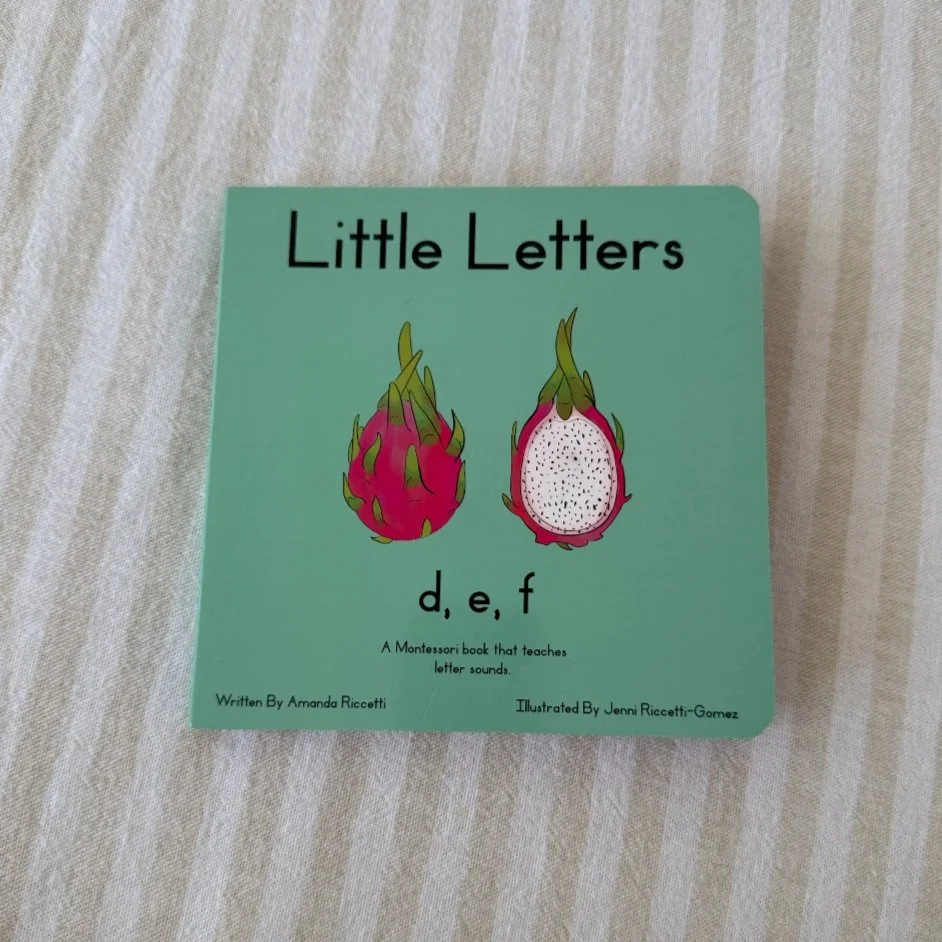 Little Letters
d, e, f
A Montessori book that teaches
letter sounds.
Written By Amanda Riccetti
Illustrated By Jenni Riccetti-Gomez